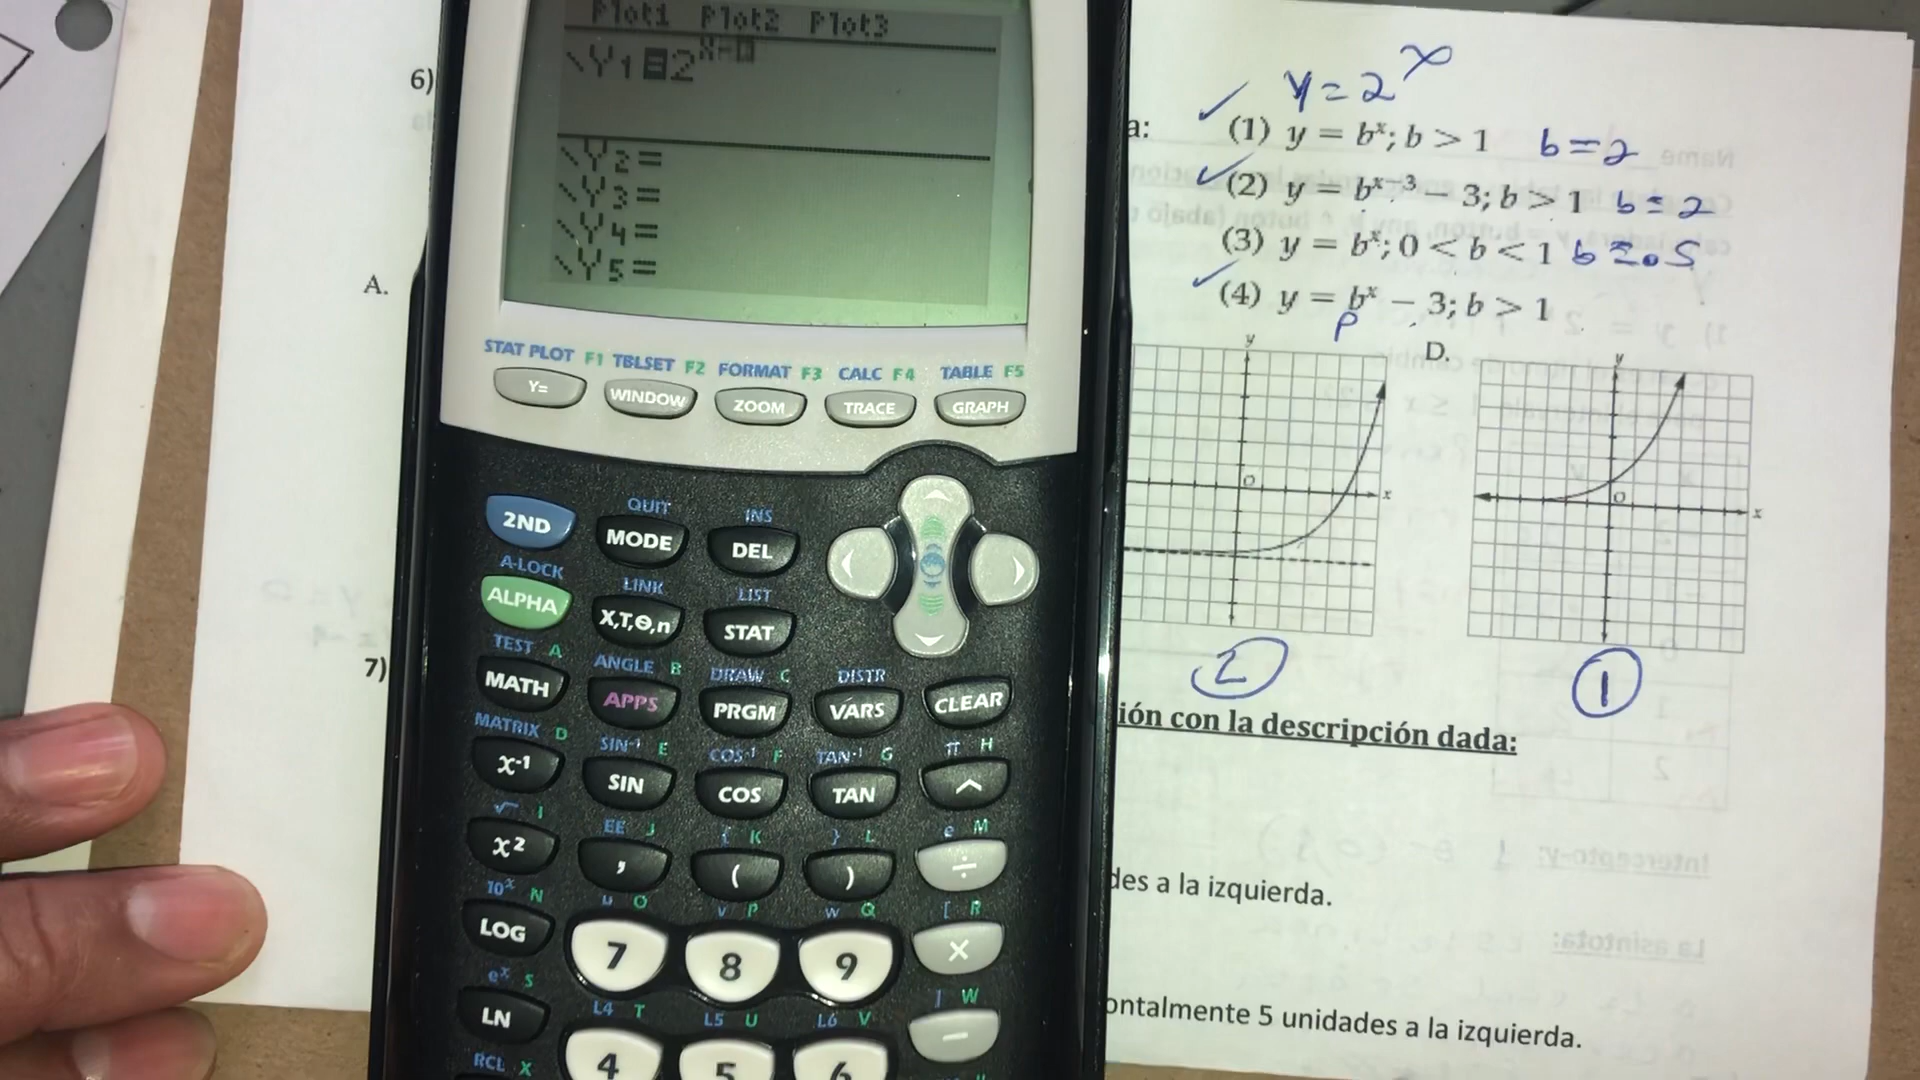 Plot1 Plot2 Plot3
\Y1=2^X-
\Y2=
\Y3=
\Y4=
\Y5=
STAT PLOT F1 TBLSET F2 FORMAT F3 CALC F4 TABLE F5
Y= WINDOW ZOOM TRACE GRAPH
QUIT INS
2ND MODE DEL
A-LOCK LINK LIST
ALPHA X,T,Θ,n STAT
TEST A ANGLE B DRAW C DISTR
MATH APPS PRGM VARS CLEAR
MATRIX D SIN⁻¹ E COS⁻¹ F TAN⁻¹ G π H
x⁻¹ SIN COS TAN ^
√ I EE J { K } L e M
x² , ( ) ÷
10ˣ N u O v P w Q [ R
LOG 7 8 9 ×
eˣ S L4 T L5 U L6 V ] W
LN 4 5 6 −
RCL X
6)
A.
7)
y = 2ˣ
a: (1) y = bˣ; b > 1 b = 2
(2) y = bˣ⁻³ − 3; b > 1 b = 2
(3) y = bˣ; 0 < b < 1 b = .5
(4) y = bˣ − 3; b > 1
P
D.
y
O
x
y
O
x
2
1
ión con la descripción dada:
des a la izquierda.
ontalmente 5 unidades a la izquierda.